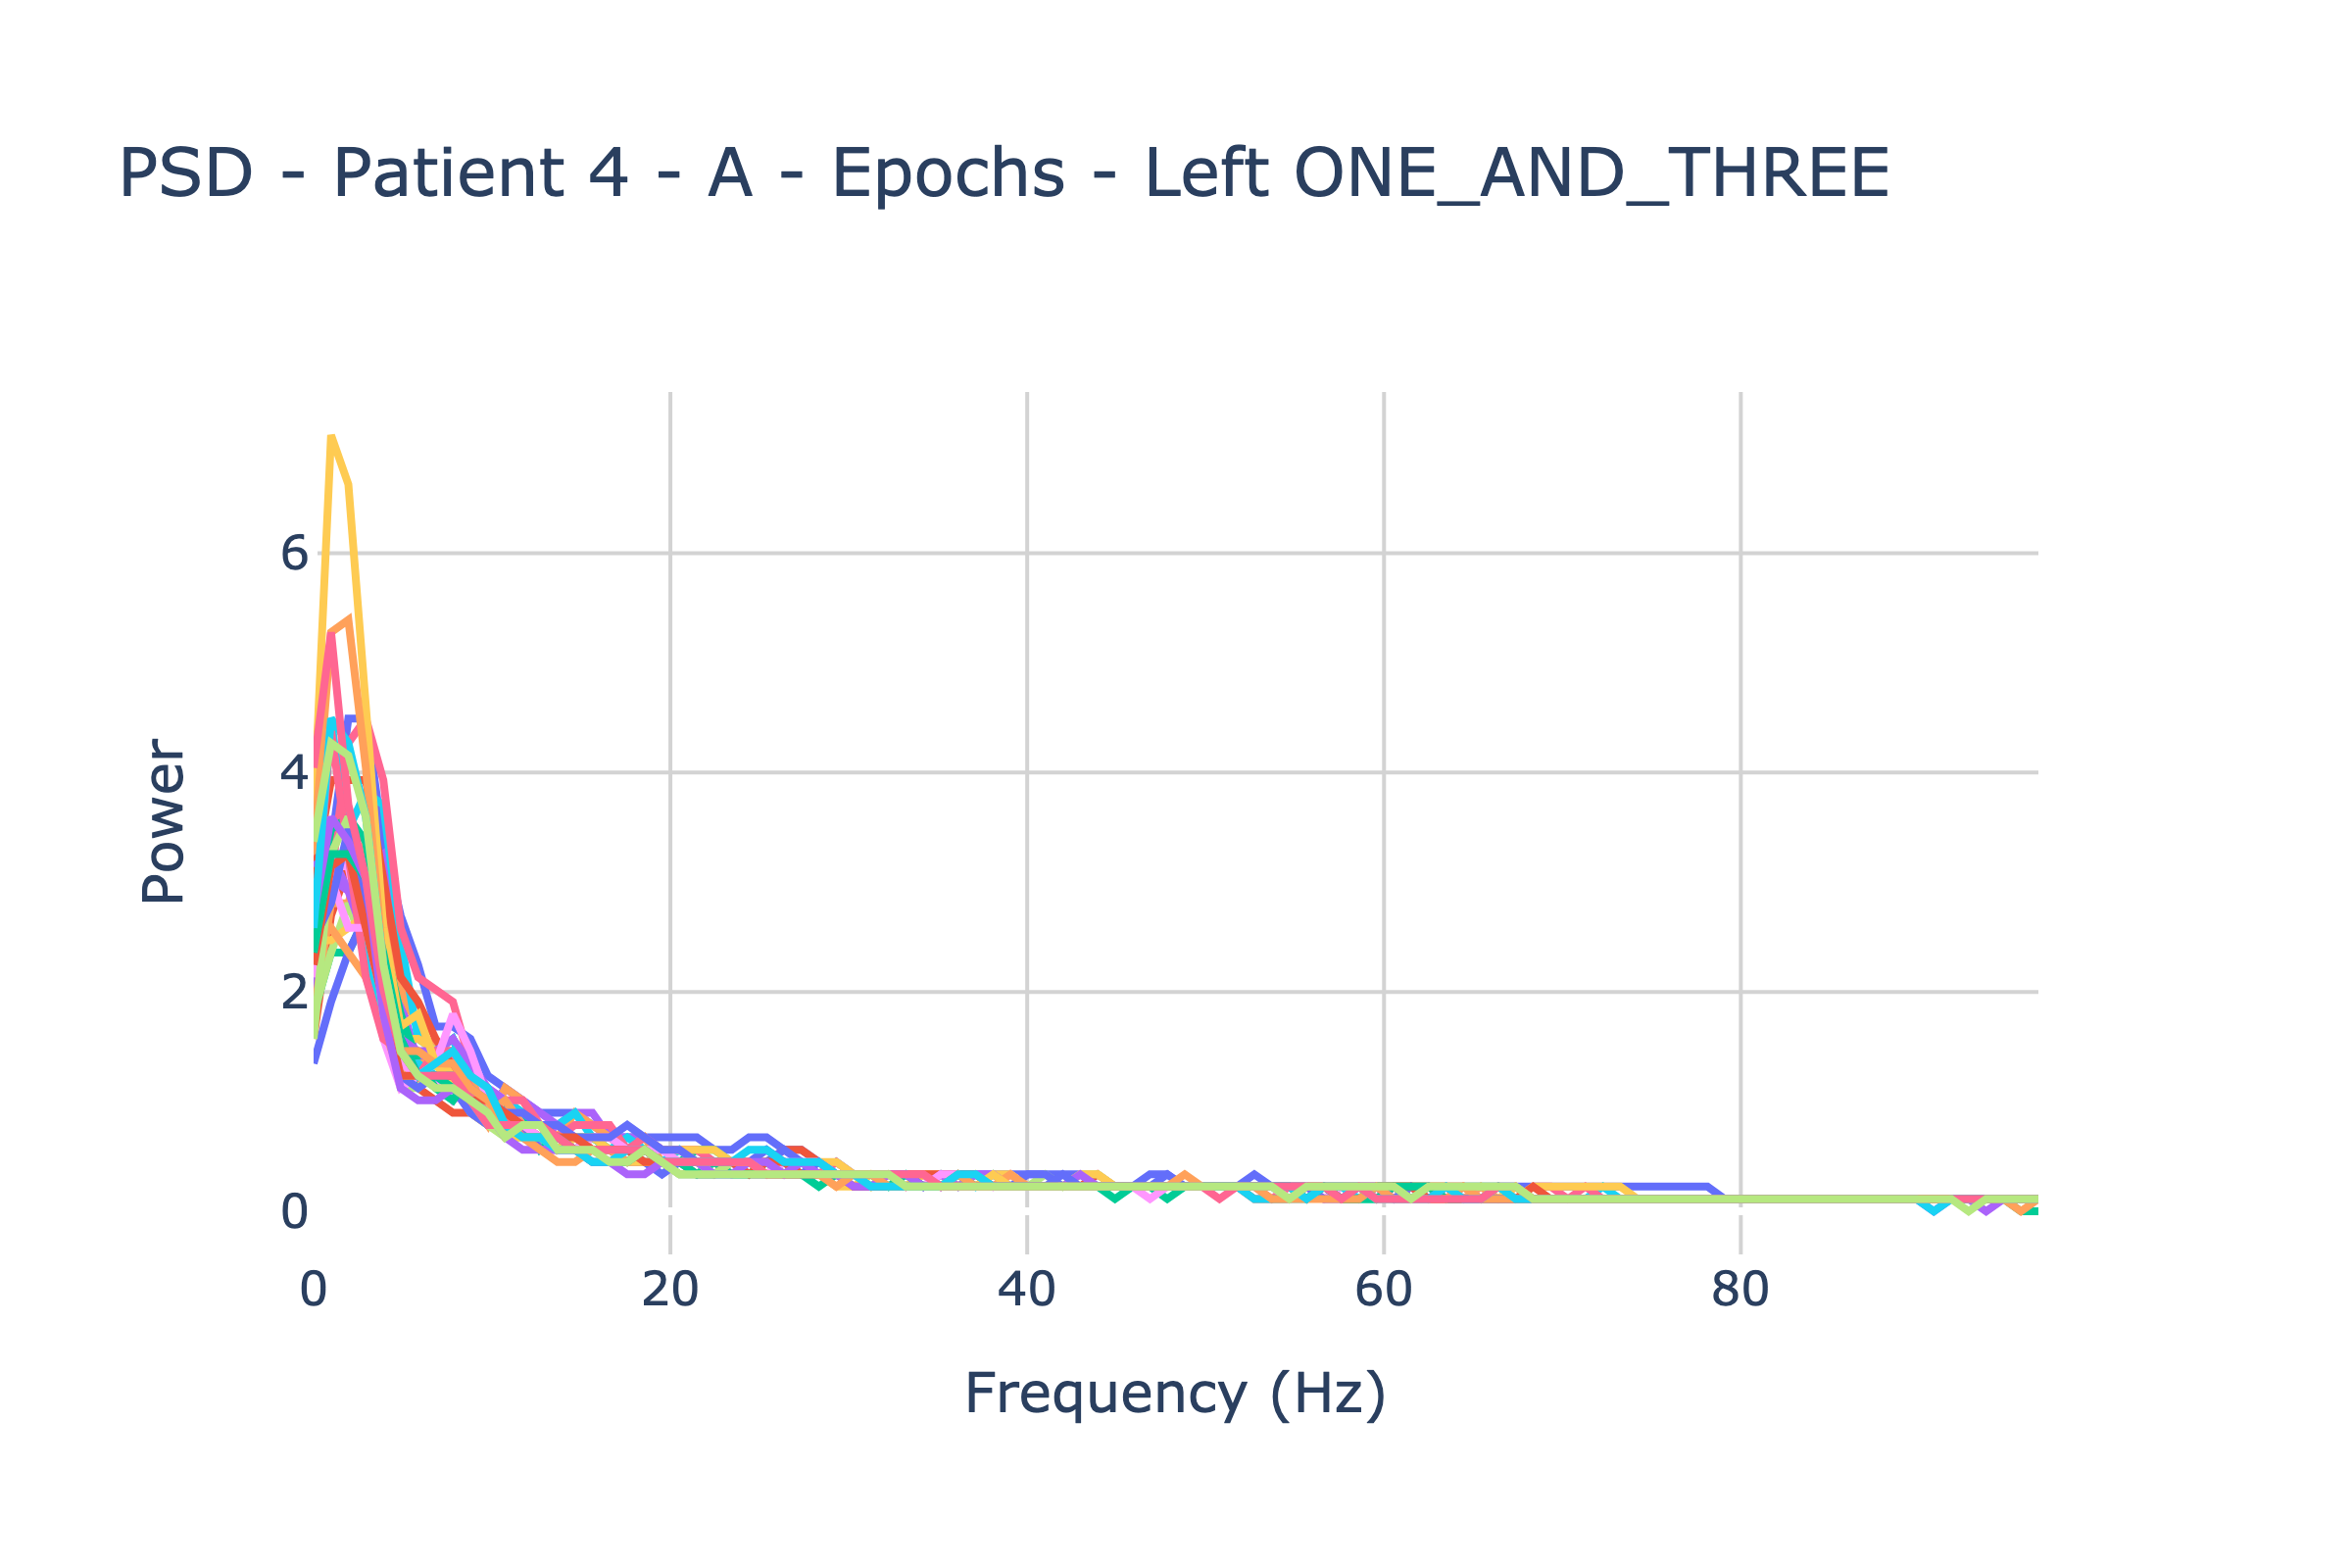 PSD - Patient 4 - A - Epochs - Left ONE_AND_THREE
6
4
2
0
Power
0 20 40 60 80
Frequency (Hz)